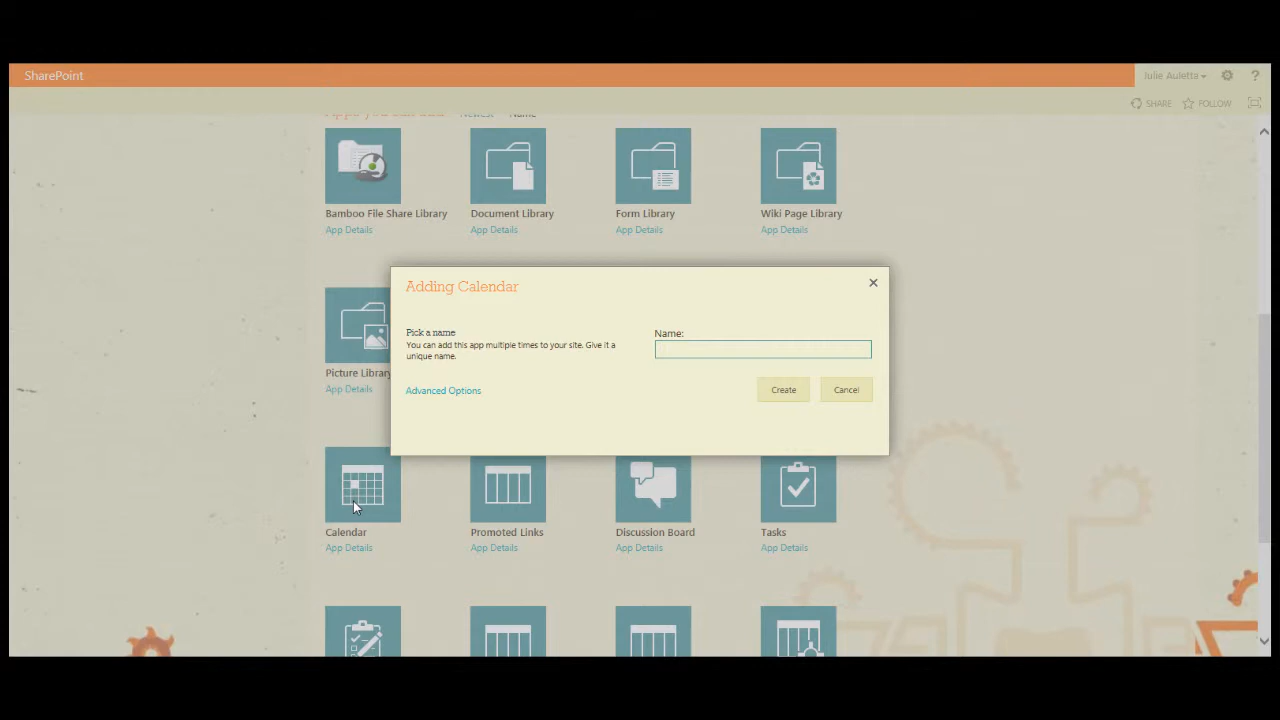 SharePoint
Julie Auletta
?
SHARE FOLLOW
Name
Bamboo File Share Library Document Library Form Library Wiki Page Library
App Details App Details App Details App Details
Adding Calendar
Pick a name
You can add this app multiple times to your site. Give it a
unique name.
Name:
Advanced Options
Create Cancel
Picture Library
App Details
Calendar Promoted Links Discussion Board Tasks
App Details App Details App Details App Details